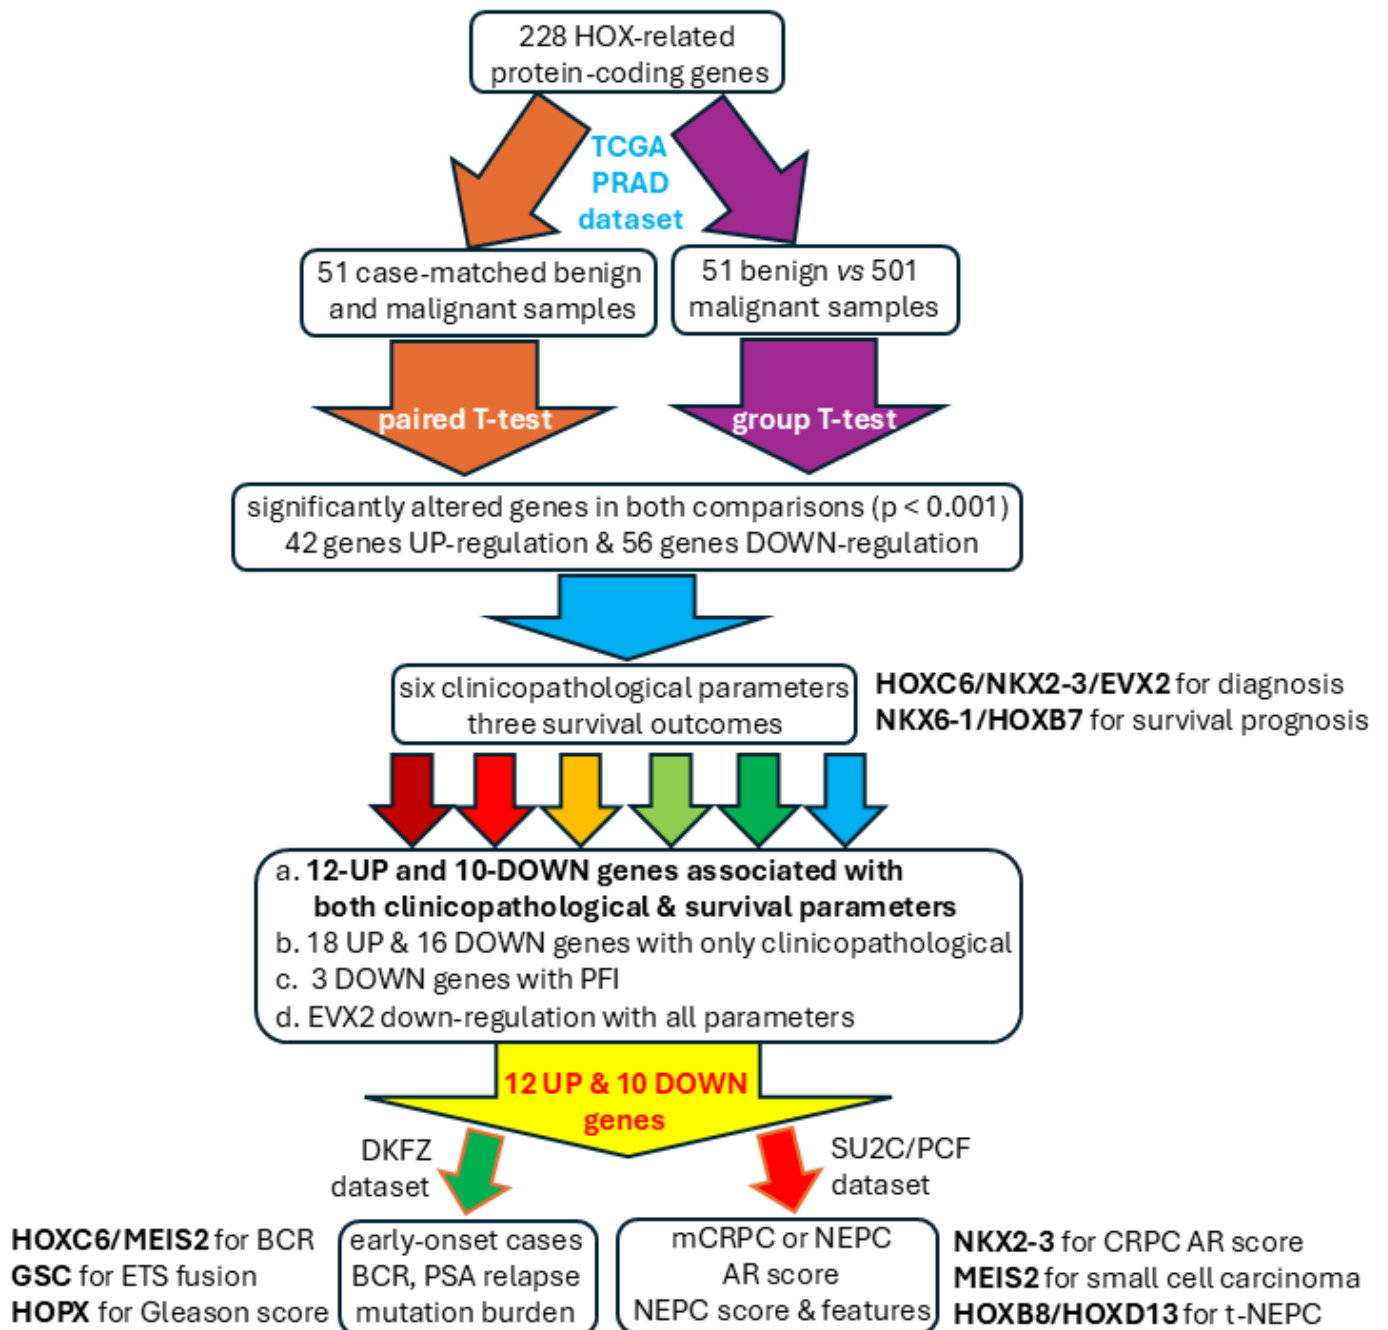 228 HOX-related
protein-coding genes
TCGA
PRAD
dataset
51 case-matched benign
and malignant samples
51 benign vs 501
malignant samples
paired T-test
group T-test
significantly altered genes in both comparisons (p < 0.001)
42 genes UP-regulation & 56 genes DOWN-regulation
six clinicopathological parameters
three survival outcomes
HOXC6/NKX2-3/EVX2 for diagnosis
NKX6-1/HOXB7 for survival prognosis
a. 12-UP and 10-DOWN genes associated with
both clinicopathological & survival parameters
b. 18 UP & 16 DOWN genes with only clinicopathological
c. 3 DOWN genes with PFI
d. EVX2 down-regulation with all parameters
12 UP & 10 DOWN
genes
DKFZ
dataset
SU2C/PCF
dataset
HOXC6/MEIS2 for BCR
GSC for ETS fusion
HOPX for Gleason score
early-onset cases
BCR, PSA relapse
mutation burden
mCRPC or NEPC
AR score
NEPC score & features
NKX2-3 for CRPC AR score
MEIS2 for small cell carcinoma
HOXB8/HOXD13 for t-NEPC